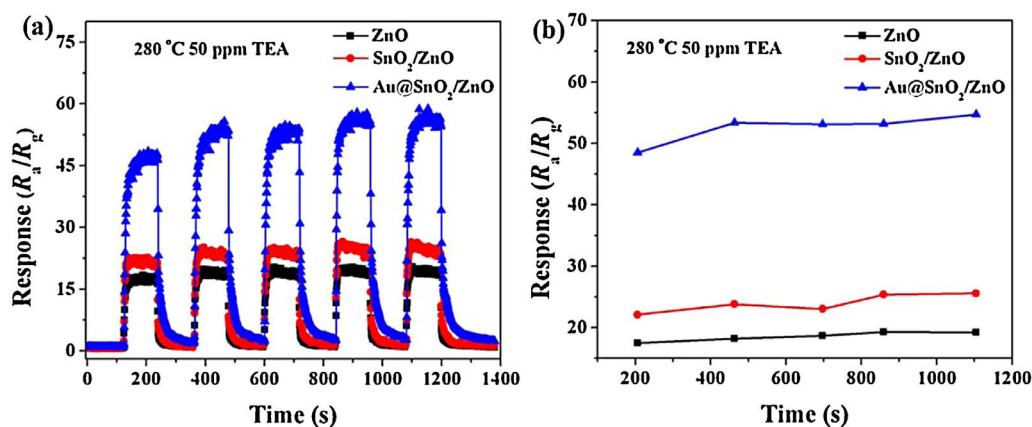 (a)
280 °C 50 ppm TEA
ZnO
SnO2/ZnO
Au@SnO2/ZnO
Response (Ra/Rg)
75
60
45
30
15
0
0 200 400 600 800 1000 1200 1400
Time (s)
(b)
280 °C 50 ppm TEA
ZnO
SnO2/ZnO
Au@SnO2/ZnO
Response (Ra/Rg)
70
60
50
40
30
20
0 200 400 600 800 1000 1200
Time (s)